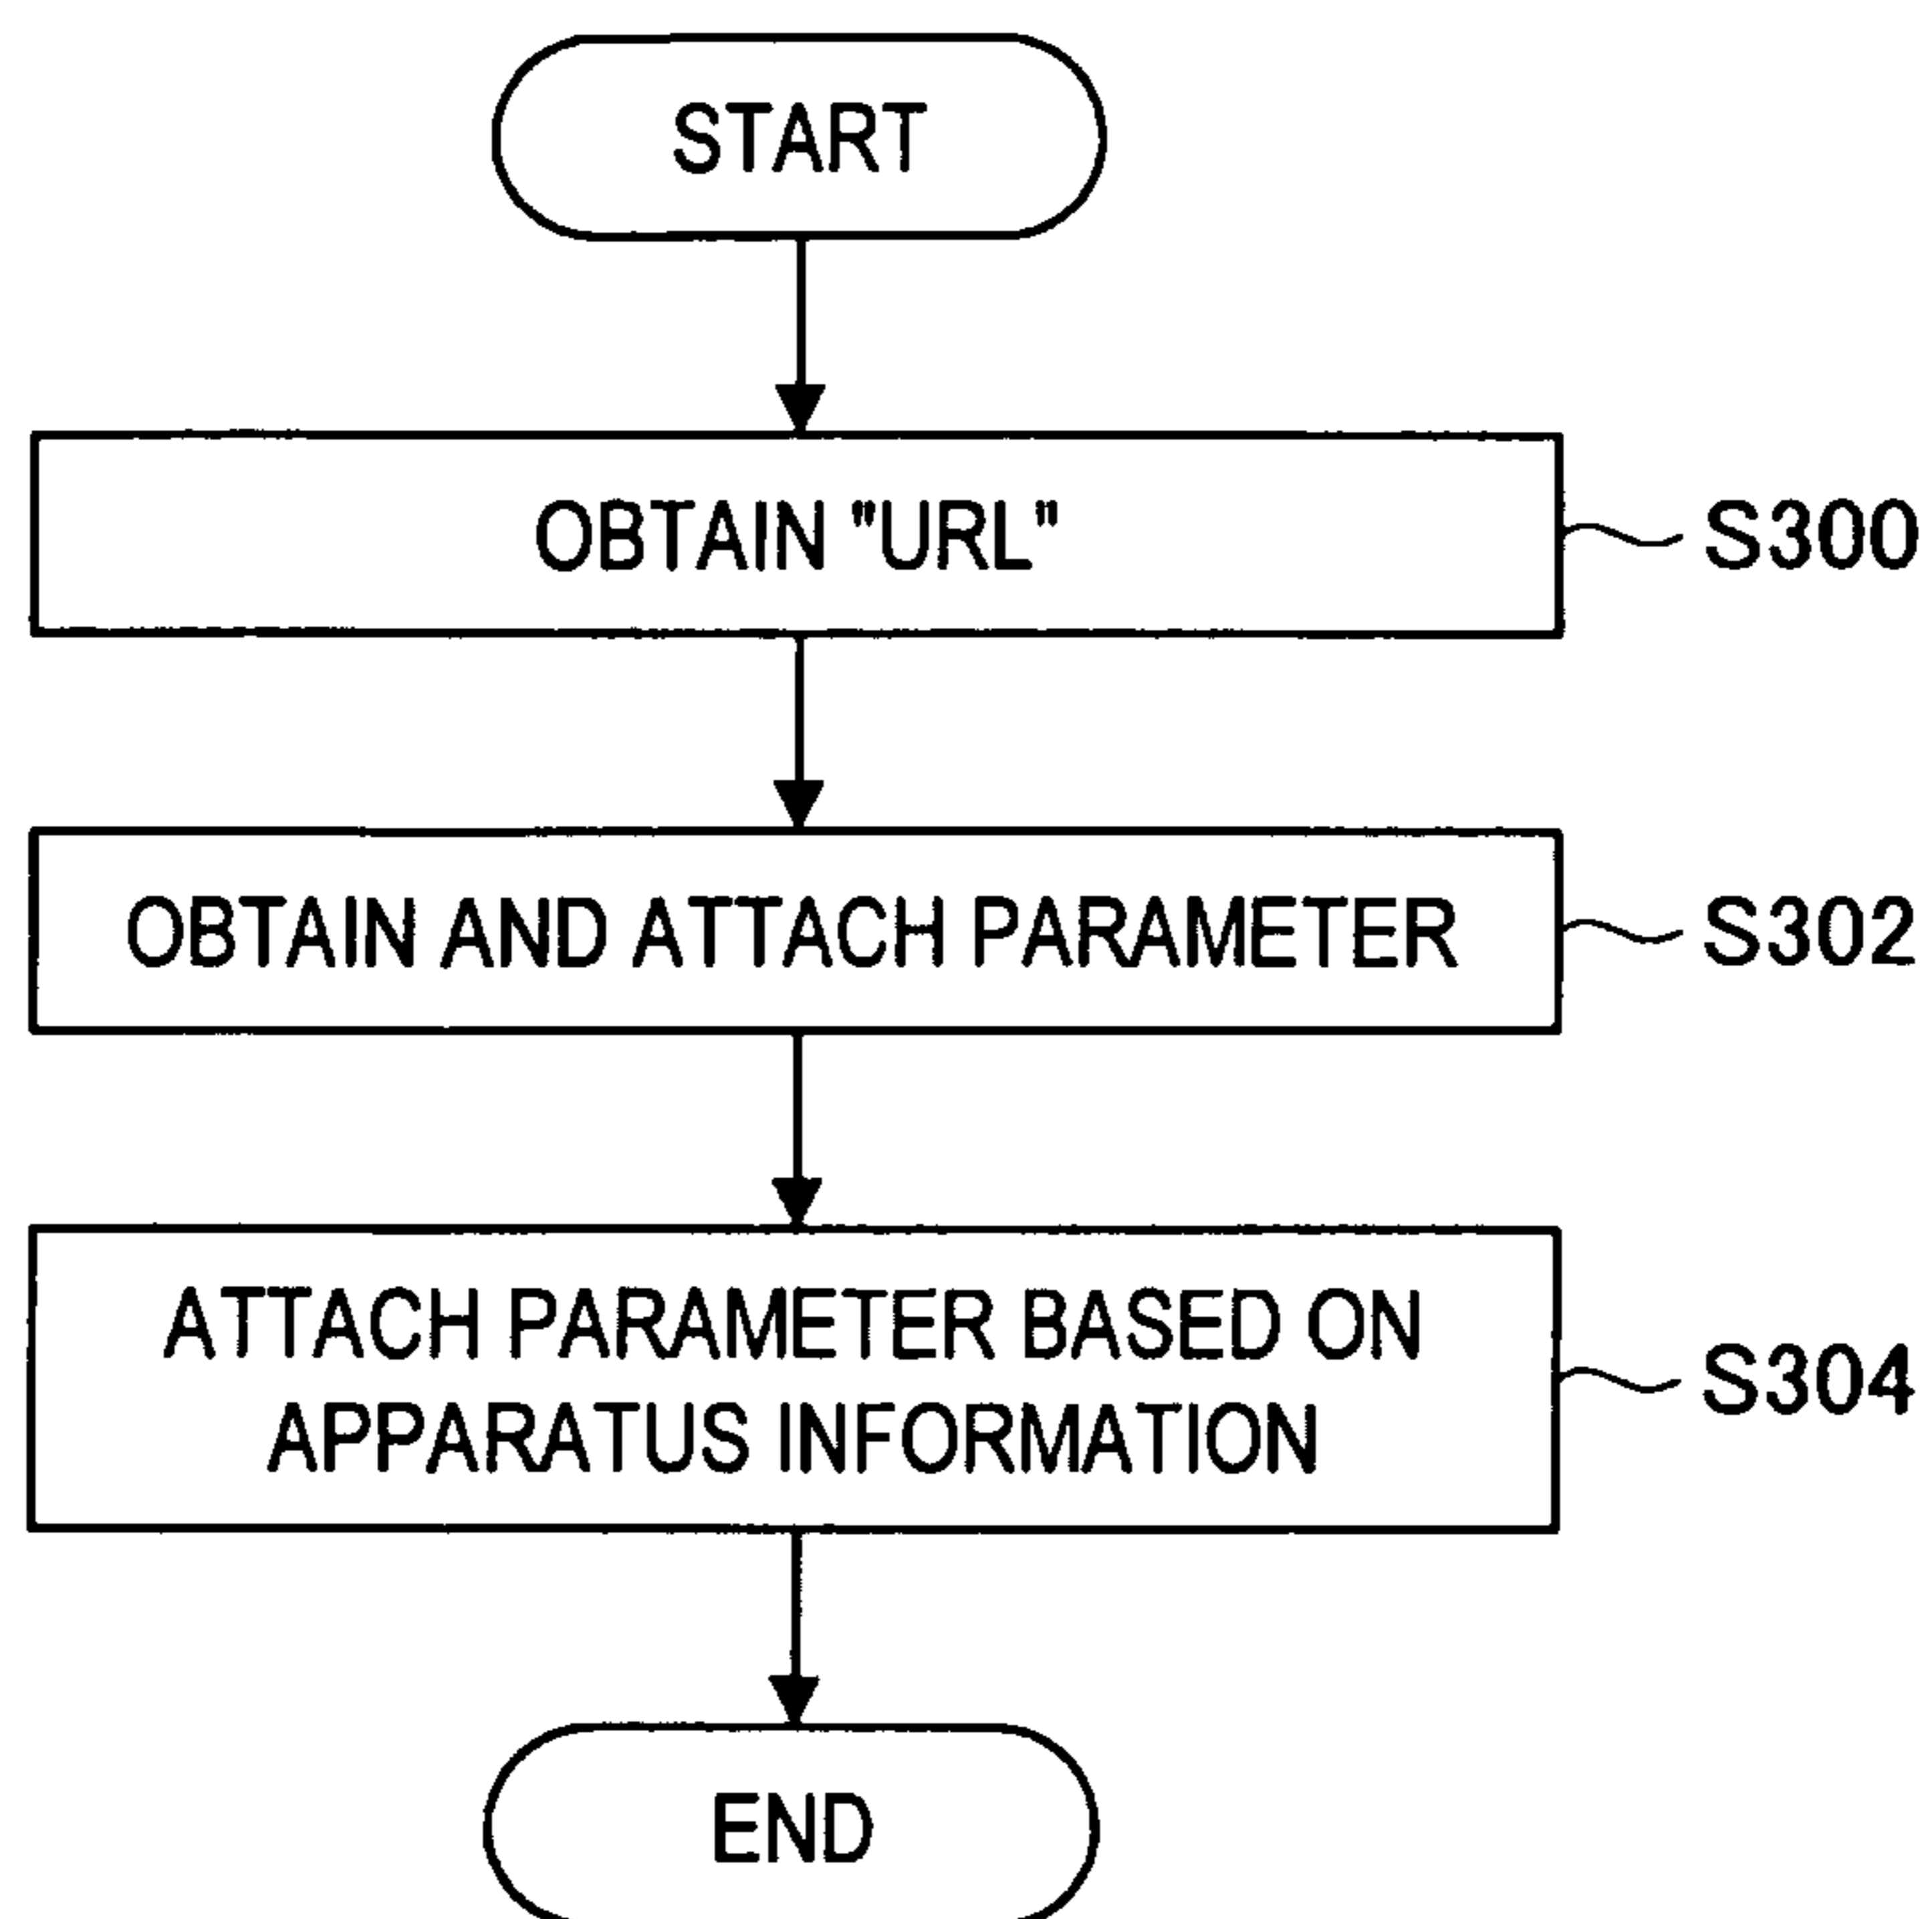 START
OBTAIN "URL"
S300
OBTAIN AND ATTACH PARAMETER
S302
ATTACH PARAMETER BASED ON
APPARATUS INFORMATION
S304
END